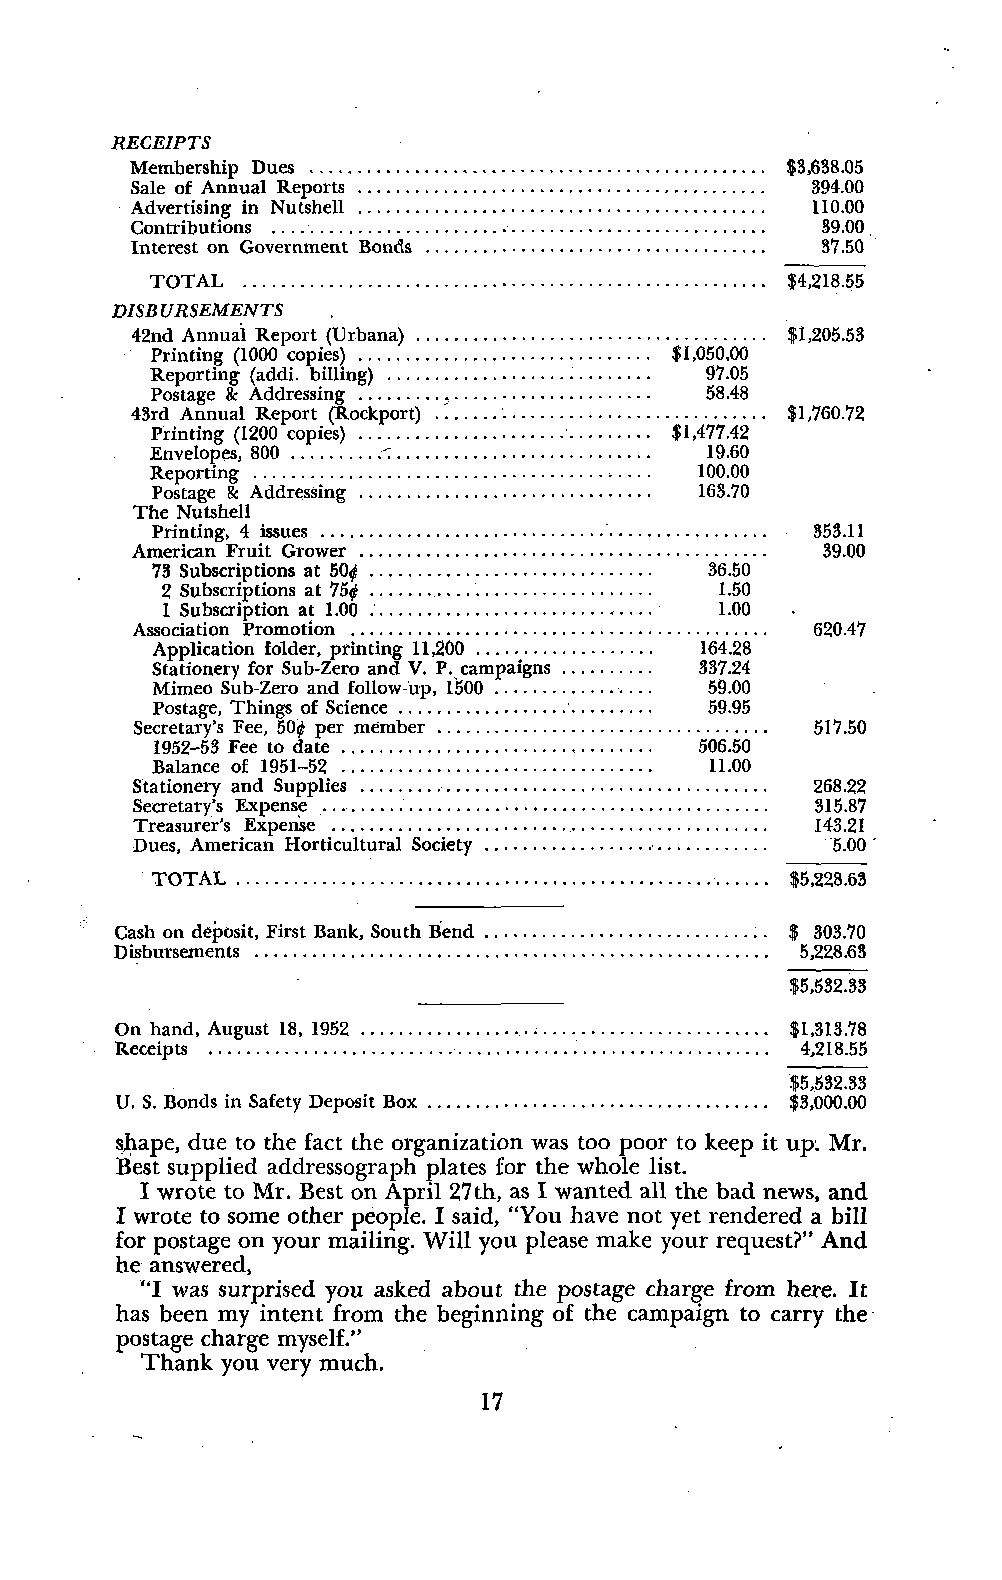 RECEIPTS
Membership Dues ................................................ $3,638.05
Sale of Annual Reports ........................................... 394.00
Advertising in Nutshell ........................................... 110.00
Contributions .................................................... 39.00
Interest on Government Bonds .................................... 37.50
TOTAL ....................................................... $4,218.55
DISBURSEMENTS
42nd Annual Report (Urbana) ..................................... $1,205.53
Printing (1000 copies) ............................... $1,050.00
Reporting (addi. billing) ............................ 97.05
Postage & Addressing ............................... 58.48
43rd Annual Report (Rockport) ................................... $1,760.72
Printing (1200 copies) ............................... $1,477.42
Envelopes, 800 ...................................... 19.60
Reporting .......................................... 100.00
Postage & Addressing ............................... 163.70
The Nutshell
Printing, 4 issues ............................................... 353.11
American Fruit Grower ........................................... 39.00
73 Subscriptions at 50¢ .............................. 36.50
2 Subscriptions at 75¢ .............................. 1.50
1 Subscription at 1.00 .............................. 1.00
Association Promotion ............................................ 620.47
Application folder, printing 11,200 ................... 164.28
Stationery for Sub-Zero and V. P. campaigns .......... 337.24
Mimeo Sub-Zero and follow-up, 1500 ................. 59.00
Postage, Things of Science ........................... 59.95
Secretary's Fee, 50¢ per member ................................... 517.50
1952–53 Fee to date ................................. 506.50
Balance of 1951–52 ................................. 11.00
Stationery and Supplies ........................................... 268.22
Secretary's Expense ............................................... 315.87
Treasurer's Expense .............................................. 143.21
Dues, American Horticultural Society .............................. 5.00
TOTAL ........................................................ $5,228.63
Cash on deposit, First Bank, South Bend .............................. $ 303.70
Disbursements ...................................................... 5,228.63
$5,532.33
On hand, August 18, 1952 ........................................... $1,313.78
Receipts ........................................................... 4,218.55
$5,532.33
U. S. Bonds in Safety Deposit Box .................................... $3,000.00
shape, due to the fact the organization was too poor to keep it up. Mr.
Best supplied addressograph plates for the whole list.
I wrote to Mr. Best on April 27th, as I wanted all the bad news, and
I wrote to some other people. I said, "You have not yet rendered a bill
for postage on your mailing. Will you please make your request?" And
he answered,
"I was surprised you asked about the postage charge from here. It
has been my intent from the beginning of the campaign to carry the
postage charge myself."
Thank you very much.
17